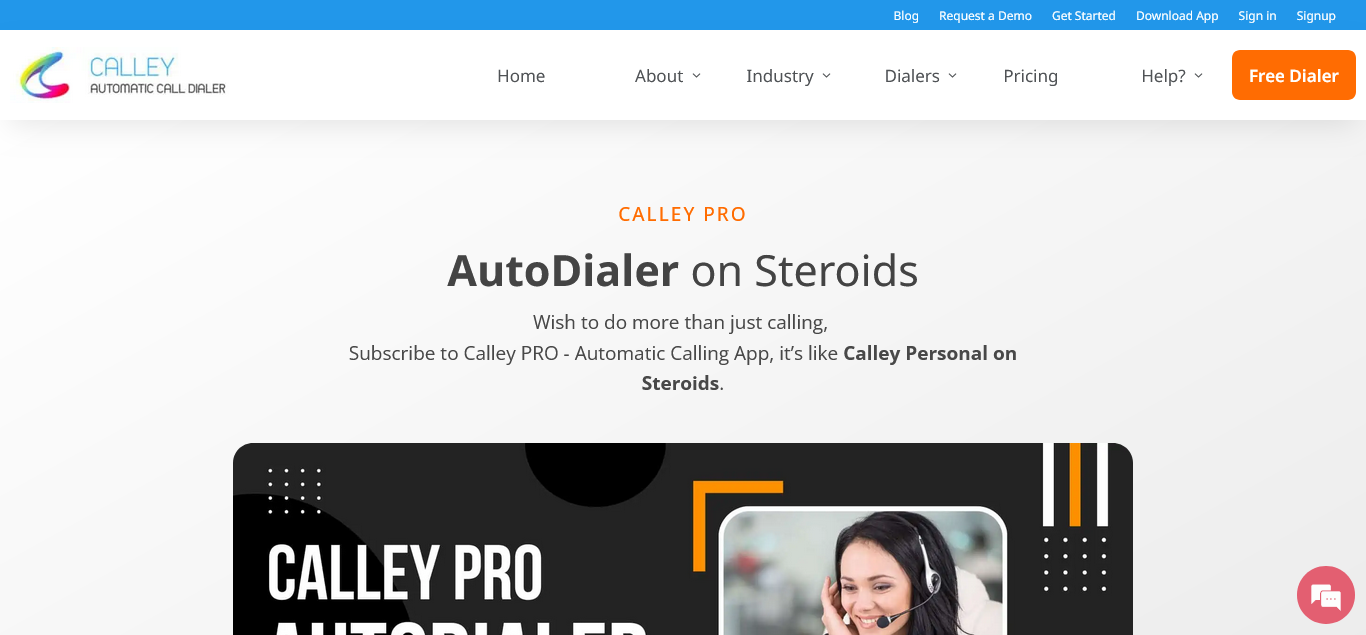 Blog Request a Demo Get Started Download App Sign in Signup
CALLEY
AUTOMATIC CALL DIALER
Home About Industry Dialers Pricing Help? Free Dialer
CALLEY PRO
AutoDialer on Steroids
Wish to do more than just calling,
Subscribe to Calley PRO - Automatic Calling App, it’s like Calley Personal on
Steroids.
CALLEY PRO
AUTODIALER